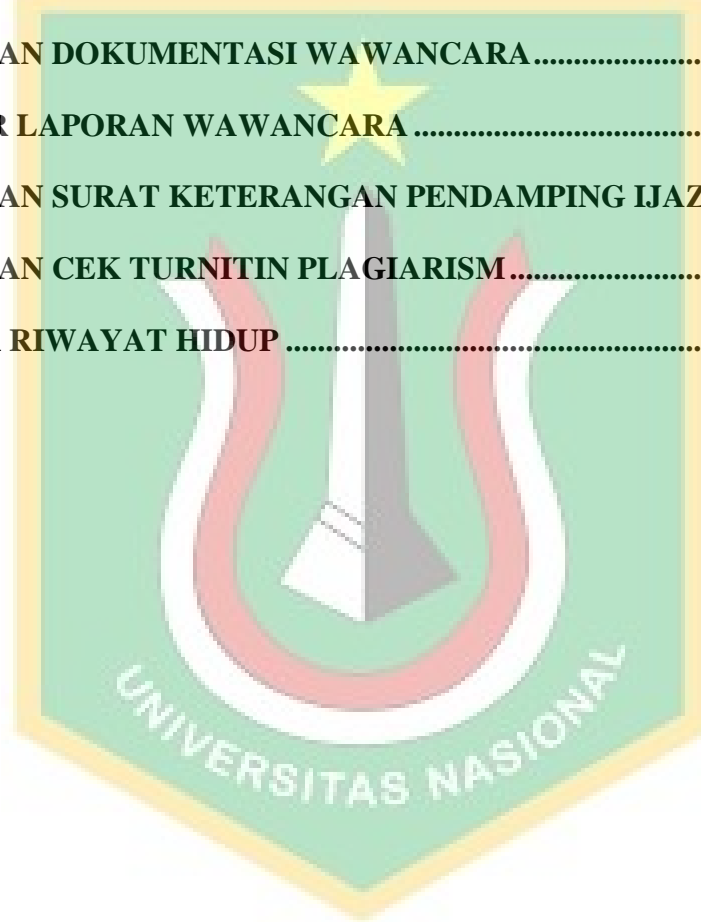 AN DOKUMENTASI WAWANCARA.....................
R LAPORAN WAWANCARA ....................................
AN SURAT KETERANGAN PENDAMPING IJAZ
AN CEK TURNITIN PLAGIARISM........................
RIWAYAT HIDUP ....................................................
UNIVERSITAS NASIONAL